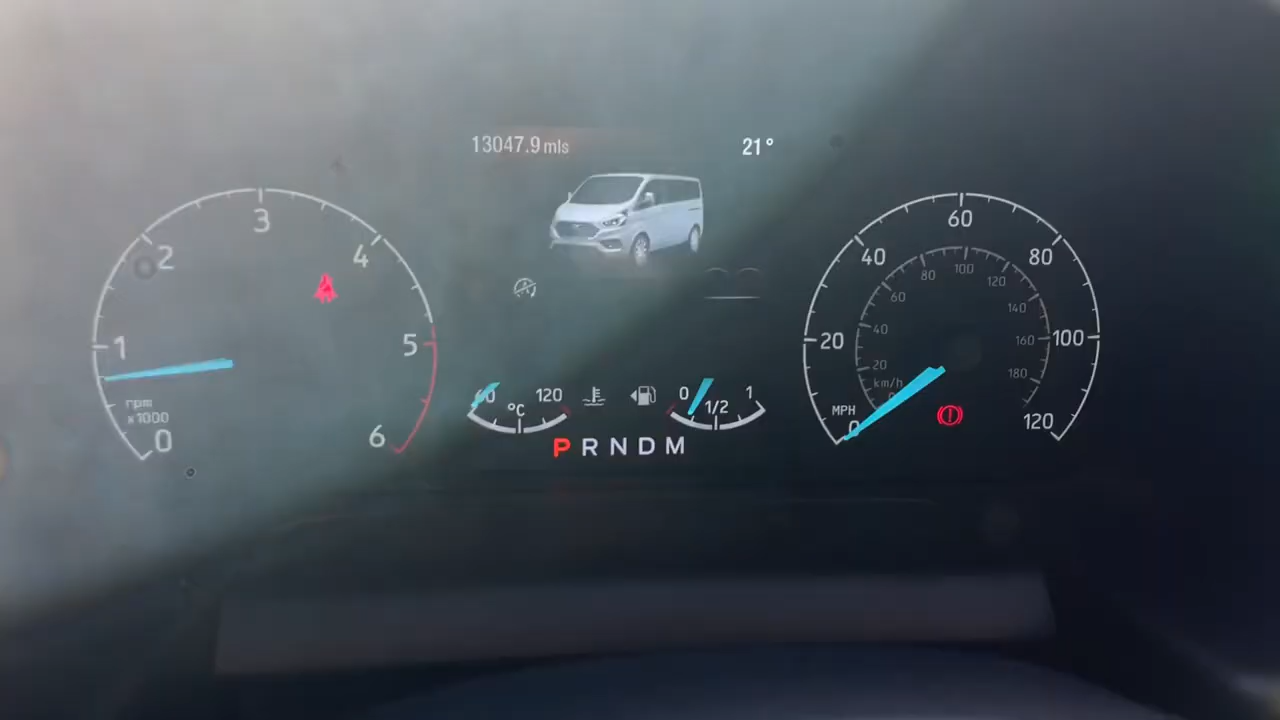 13047.9 mls 21°
0 1 2 3 4 5 6
rpm
x1000
60 °C 120
0 1/2 1
P R N D M
0 20 40 60 80 100 120
MPH
20 40 60 80 100 120 140 160 180
km/h